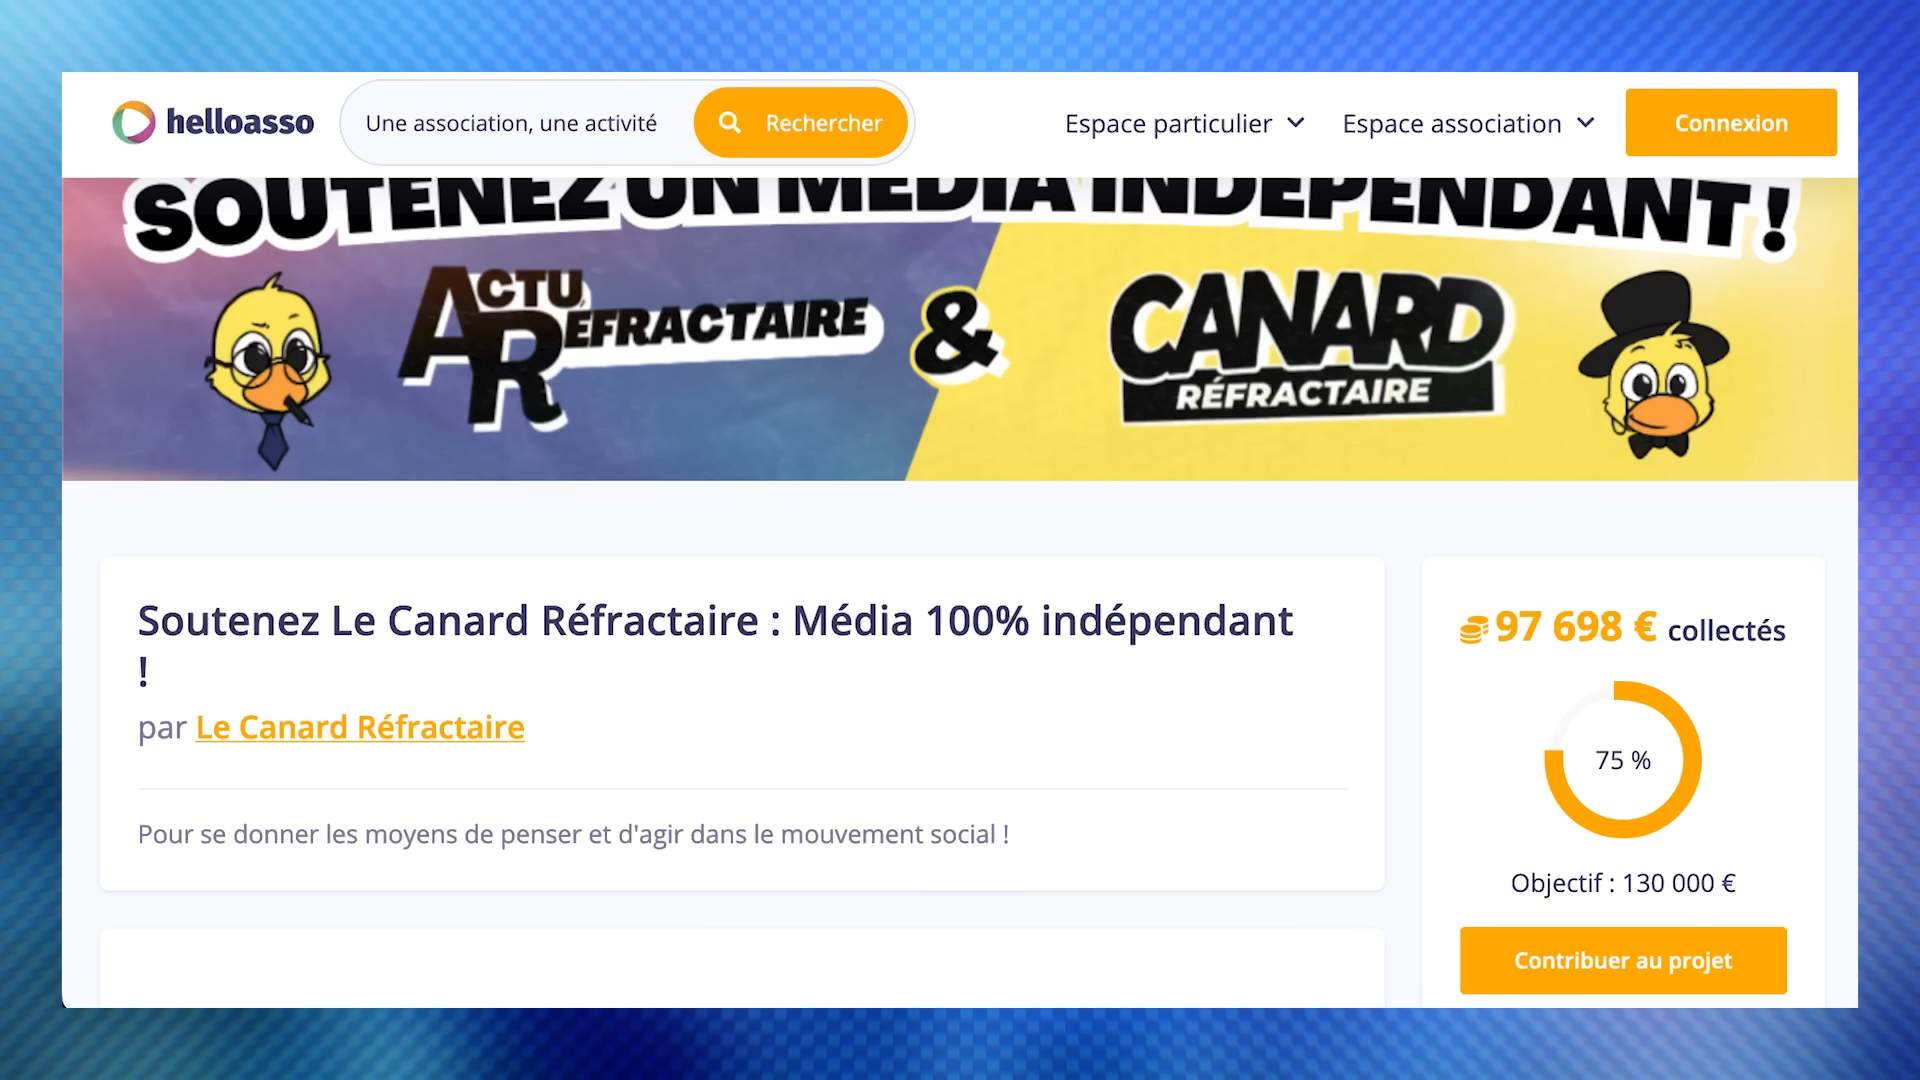 helloasso
Une association, une activité
Rechercher
Espace particulier
Espace association
Connexion
SOUTENEZ UN MÉDIA INDÉPENDANT !
ACTU RÉFRACTAIRE
&
CANARD
RÉFRACTAIRE
Soutenez Le Canard Réfractaire : Média 100% indépendant
!
par Le Canard Réfractaire
Pour se donner les moyens de penser et d'agir dans le mouvement social !
97 698 € collectés
75 %
Objectif : 130 000 €
Contribuer au projet